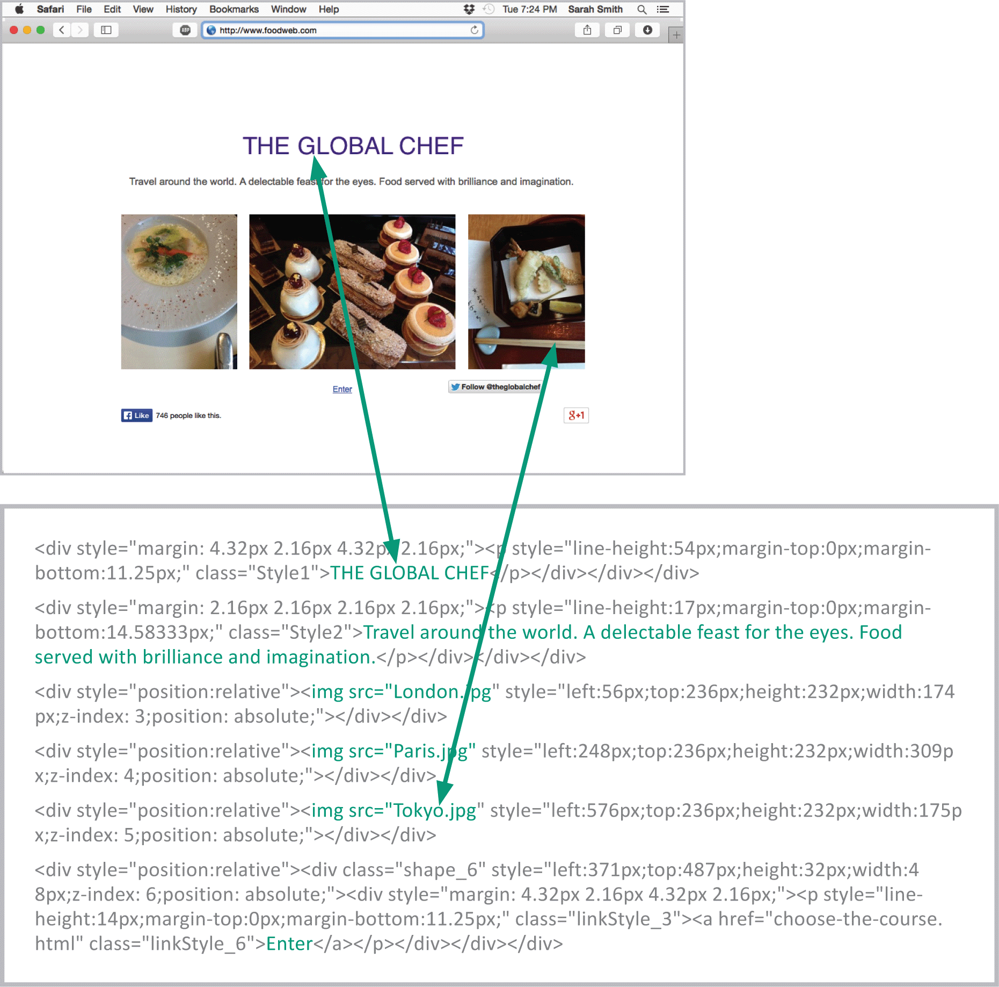 Safari File Edit View History Bookmarks Window Help Tue 7:24 PM Sarah Smith
ABP http://www.foodweb.com
THE GLOBAL CHEF
Travel around the world. A delectable feast for the eyes. Food served with brilliance and imagination.
Enter
Follow @theglobalchef
Like 746 people like this.
g+1
<div style="margin: 4.32px 2.16px 4.32px 2.16px;"><p style="line-height:54px;margin-top:0px;margin-
bottom:11.25px;" class="Style1">THE GLOBAL CHEF</p></div></div></div>
<div style="margin: 2.16px 2.16px 2.16px 2.16px;"><p style="line-height:17px;margin-top:0px;margin-
bottom:14.58333px;" class="Style2">Travel around the world. A delectable feast for the eyes. Food
served with brilliance and imagination.</p></div></div></div>
<div style="position:relative"><img src="London.jpg" style="left:56px;top:236px;height:232px;width:174
px;z-index: 3;position: absolute;"></div></div>
<div style="position:relative"><img src="Paris.jpg" style="left:248px;top:236px;height:232px;width:309p
x;z-index: 4;position: absolute;"></div></div>
<div style="position:relative"><img src="Tokyo.jpg" style="left:576px;top:236px;height:232px;width:175p
x;z-index: 5;position: absolute;"></div></div>
<div style="position:relative"><div class="shape_6" style="left:371px;top:487px;height:32px;width:4
8px;z-index: 6;position: absolute;"><div style="margin: 4.32px 2.16px 4.32px 2.16px;"><p style="line-
height:14px;margin-top:0px;margin-bottom:11.25px;" class="linkStyle_3"><a href="choose-the-course.
html" class="linkStyle_6">Enter</a></p></div></div></div>